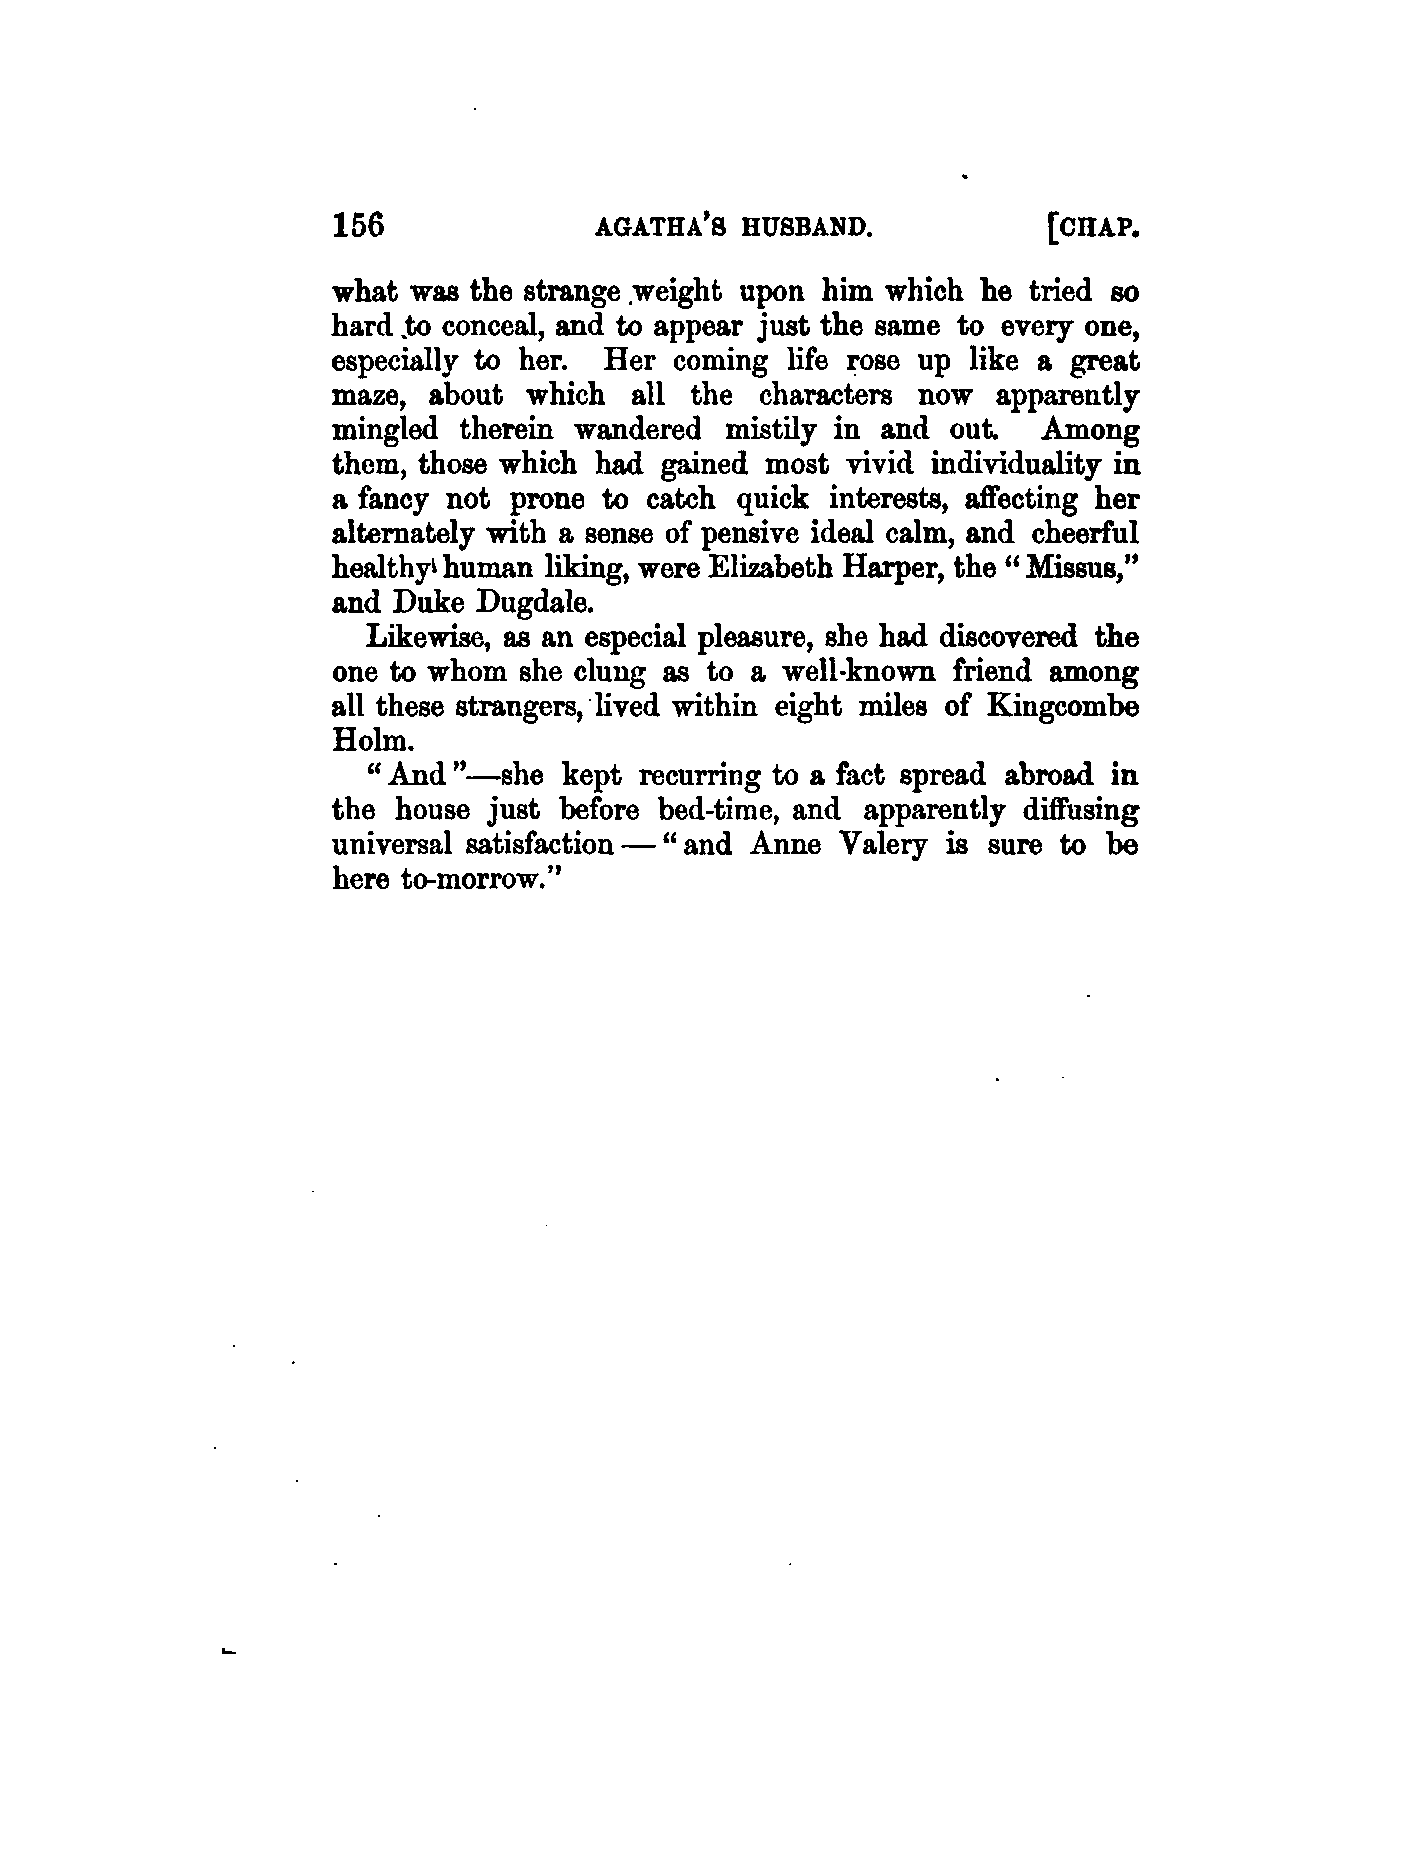 156 AGATHA'S HUSBAND. [CHAP.
what was the strange weight upon him which he tried so
hard to conceal, and to appear just the same to every one,
especially to her. Her coming life rose up like a great
maze, about which all the characters now apparently
mingled therein wandered mistily in and out. Among
them, those which had gained most vivid individuality in
a fancy not prone to catch quick interests, affecting her
alternately with a sense of pensive ideal calm, and cheerful
healthy human liking, were Elizabeth Harper, the "Missus,"
and Duke Dugdale.
Likewise, as an especial pleasure, she had discovered the
one to whom she clung as to a well-known friend among
all these strangers, lived within eight miles of Kingcombe
Holm.
"And"—she kept recurring to a fact spread abroad in
the house just before bed-time, and apparently diffusing
universal satisfaction—"and Anne Valery is sure to be
here to-morrow."